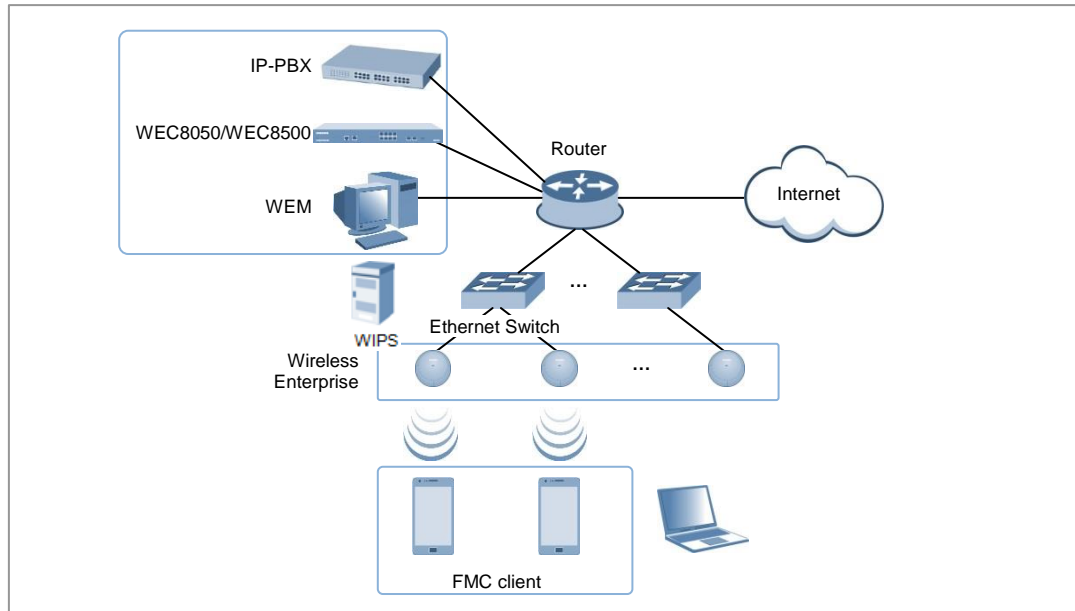 IP-PBX
WEC8050/WEC8500
Router
WEM
Internet
...
WIPS
Ethernet Switch
Wireless
Enterprise
...
FMC client